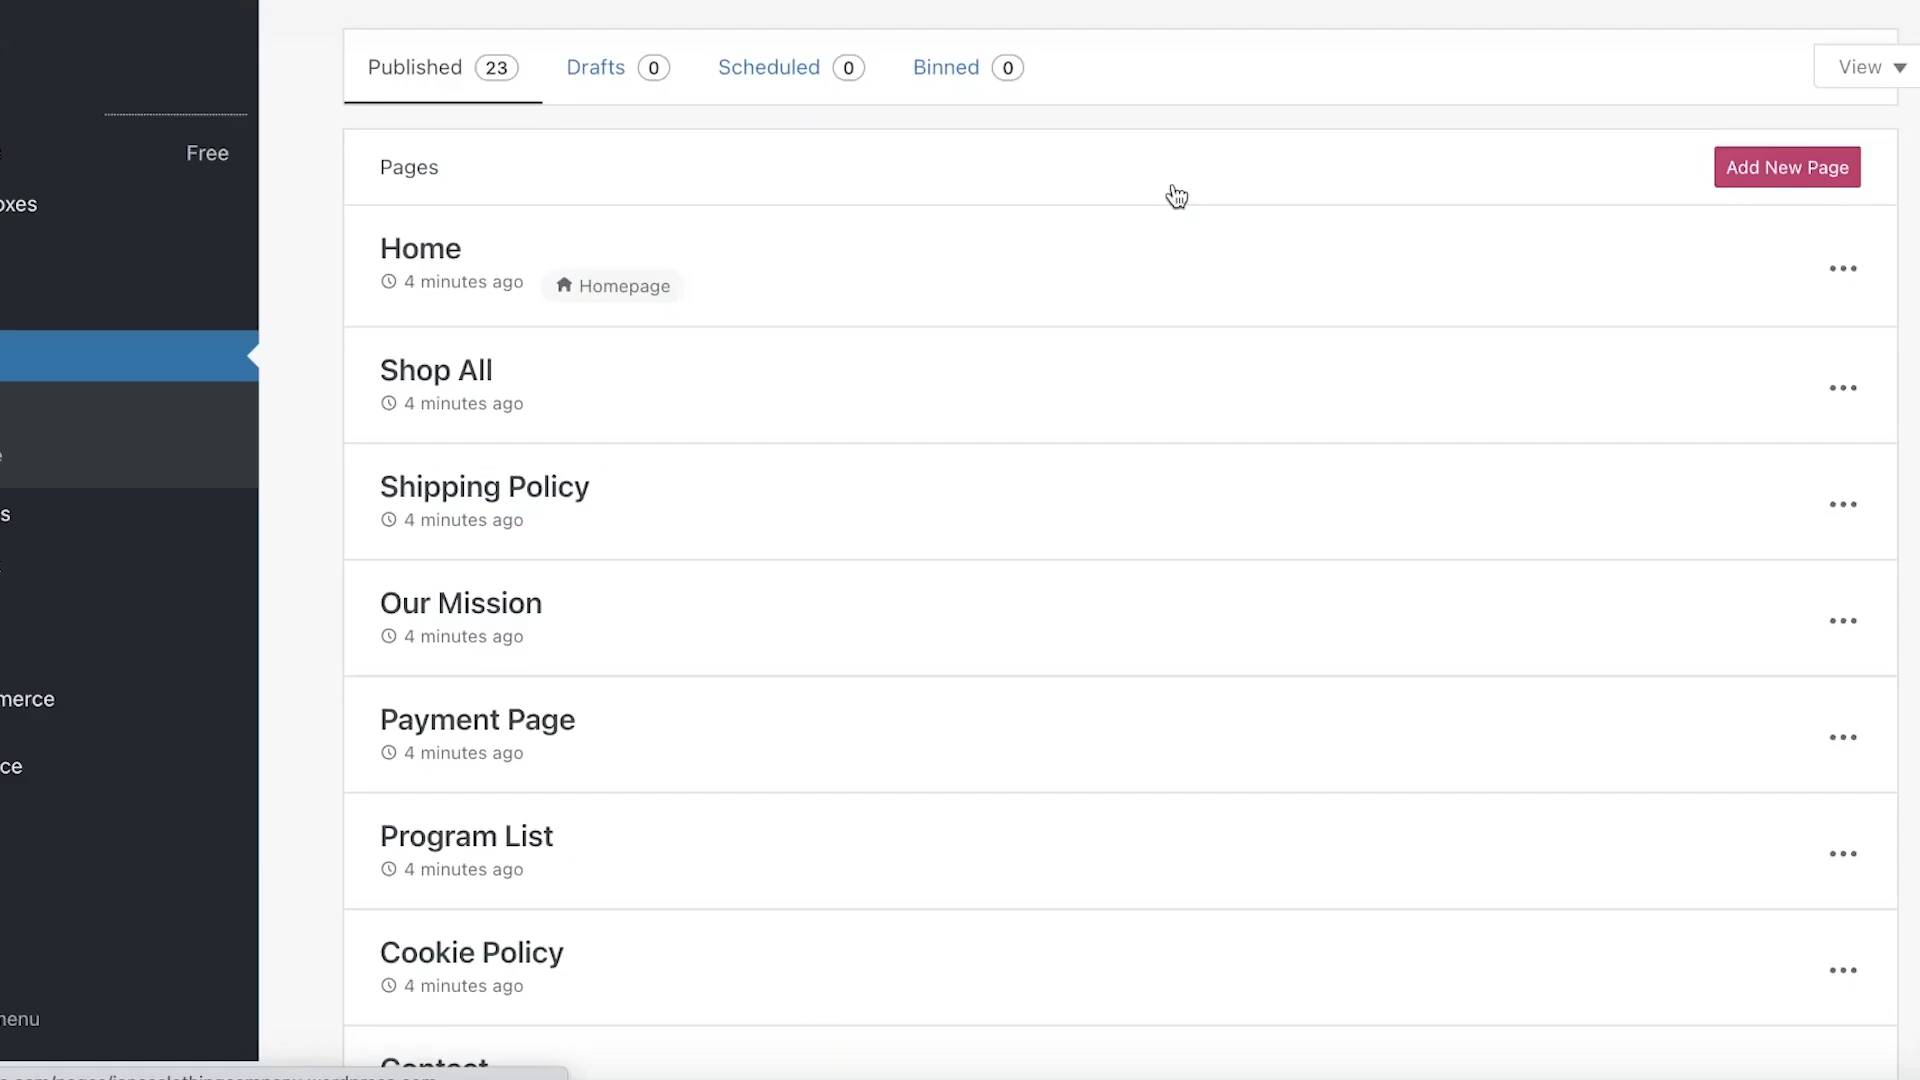 Published 23 Drafts 0 Scheduled 0 Binned 0 View
Free
oxes
s
merce
ce
menu
Pages Add New Page
Home
4 minutes ago Homepage
Shop All
4 minutes ago
Shipping Policy
4 minutes ago
Our Mission
4 minutes ago
Payment Page
4 minutes ago
Program List
4 minutes ago
Cookie Policy
4 minutes ago
Contact